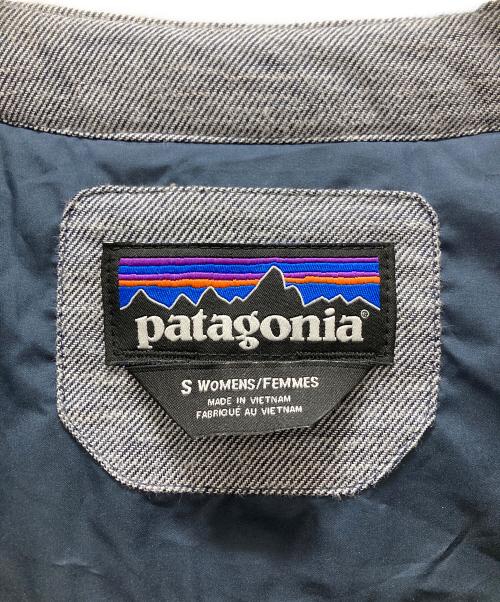 patagonia®
S WOMENS/FEMMES
MADE IN VIETNAM
FABRIQUÉ AU VIETNAM